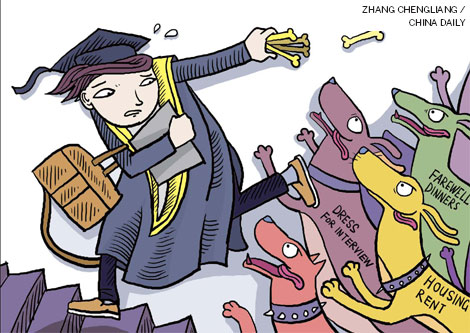 ZHANG CHENGLIANG /
CHINA DAILY
FAREWELL
DINNERS
DRESS
FOR INTERVIEW
HOUSING
RENT